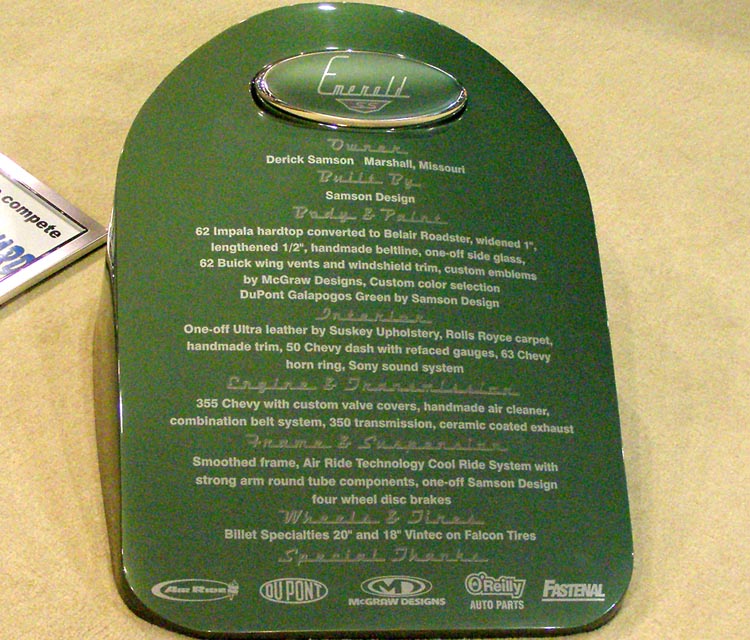 Emerald
SS
Owner
Derick Samson Marshall, Missouri
Built By
Samson Design
Body & Paint
62 Impala hardtop converted to Belair Roadster, widened 1",
lengthened 1/2", handmade beltline, one-off side glass,
62 Buick wing vents and windshield trim, custom emblems
by McGraw Designs, Custom color selection
DuPont Galapogos Green by Samson Design
Interior
One-off Ultra leather by Suskey Upholstery, Rolls Royce carpet,
handmade trim, 50 Chevy dash with refaced gauges, 63 Chevy
horn ring, Sony sound system
Engine & Transmission
355 Chevy with custom valve covers, handmade air cleaner,
combination belt system, 350 transmission, ceramic coated exhaust
Frame & Suspension
Smoothed frame, Air Ride Technology Cool Ride System with
strong arm round tube components, one-off Samson Design
four wheel disc brakes
Wheels & Tires
Billet Specialties 20" and 18" Vintec on Falcon Tires
Special Thanks
Air Ride DU PONT MD McGRAW DESIGNS O'Reilly AUTO PARTS FASTENAL
compete